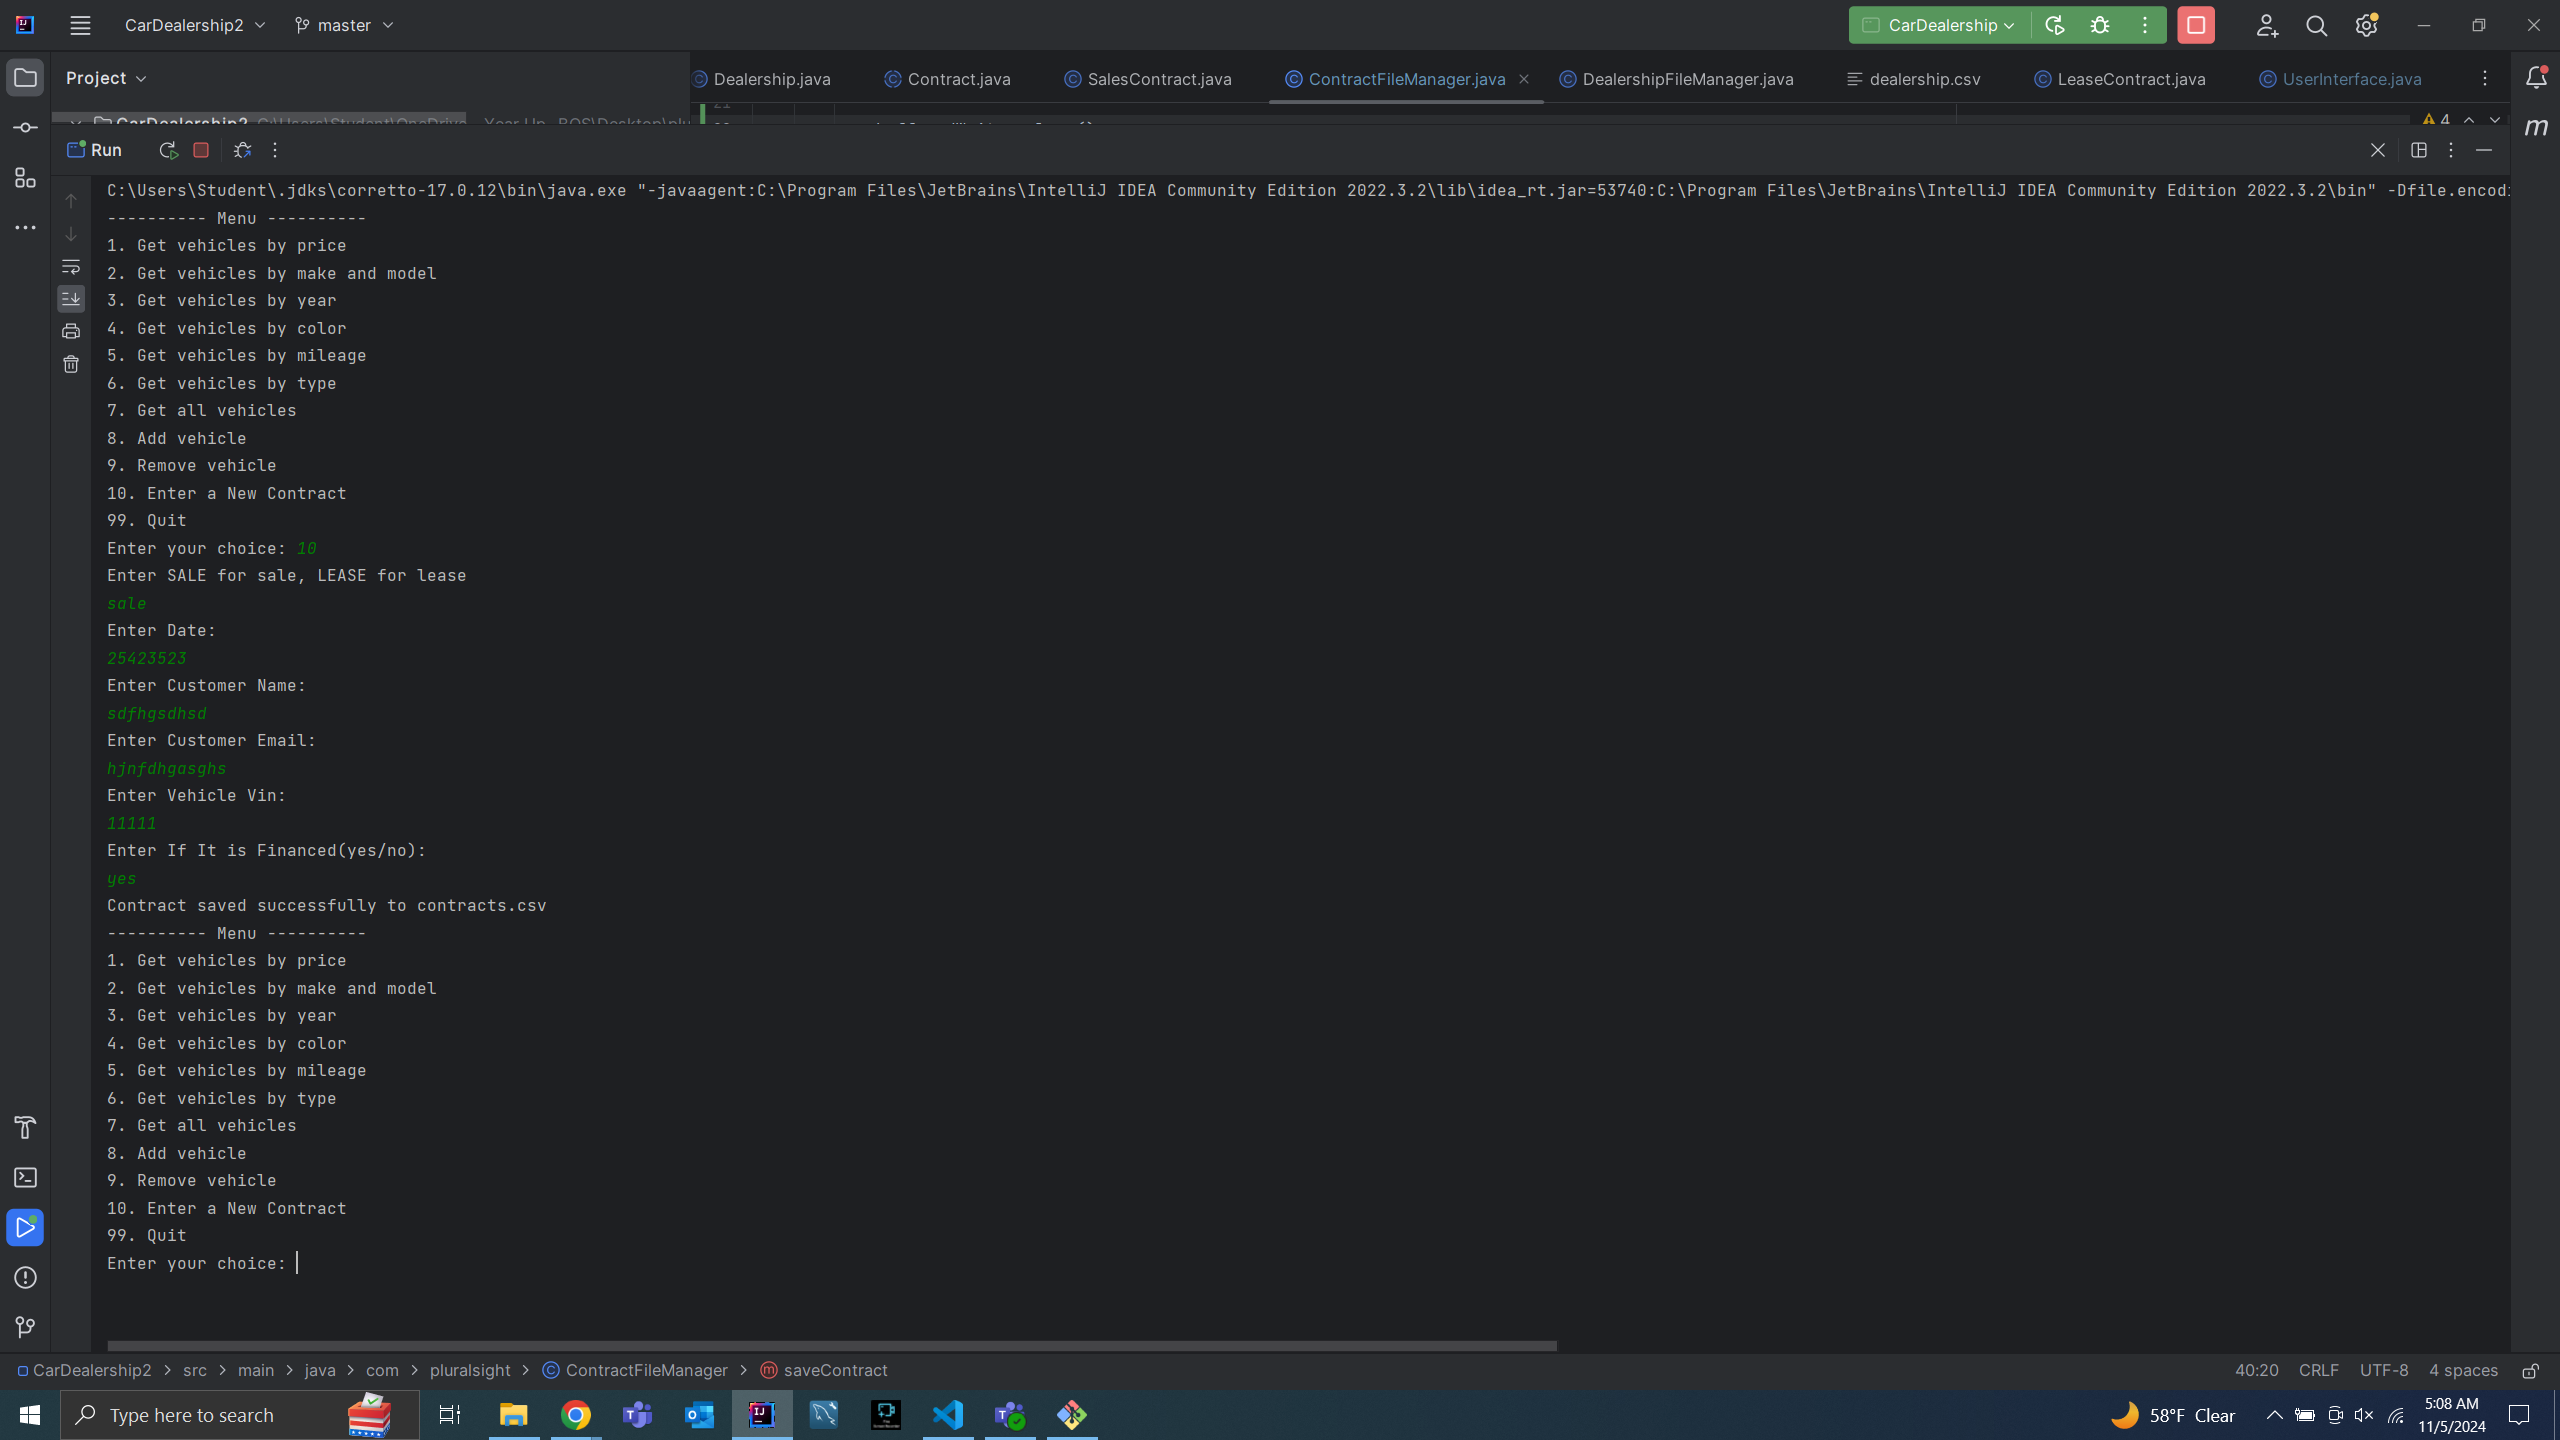 CarDealership2 master CarDealership
Project Dealership.java Contract.java SalesContract.java ContractFileManager.java DealershipFileManager.java dealership.csv LeaseContract.java UserInterface.java
4
Run
C:\Users\Student\.jdks\corretto-17.0.12\bin\java.exe "-javaagent:C:\Program Files\JetBrains\IntelliJ IDEA Community Edition 2022.3.2\lib\idea_rt.jar=53740:C:\Program Files\JetBrains\IntelliJ IDEA Community Edition 2022.3.2\bin" -Dfile.encodi
---------- Menu ----------
1. Get vehicles by price
2. Get vehicles by make and model
3. Get vehicles by year
4. Get vehicles by color
5. Get vehicles by mileage
6. Get vehicles by type
7. Get all vehicles
8. Add vehicle
9. Remove vehicle
10. Enter a New Contract
99. Quit
Enter your choice: 10
Enter SALE for sale, LEASE for lease
sale
Enter Date:
25423523
Enter Customer Name:
sdfhgsdhsd
Enter Customer Email:
hjnfdhgasghs
Enter Vehicle Vin:
11111
Enter If It is Financed(yes/no):
yes
Contract saved successfully to contracts.csv
---------- Menu ----------
1. Get vehicles by price
2. Get vehicles by make and model
3. Get vehicles by year
4. Get vehicles by color
5. Get vehicles by mileage
6. Get vehicles by type
7. Get all vehicles
8. Add vehicle
9. Remove vehicle
10. Enter a New Contract
99. Quit
Enter your choice:
CarDealership2 > src > main > java > com > pluralsight > ContractFileManager > saveContract 40:20 CRLF UTF-8 4 spaces
Type here to search 58°F Clear 5:08 AM
11/5/2024